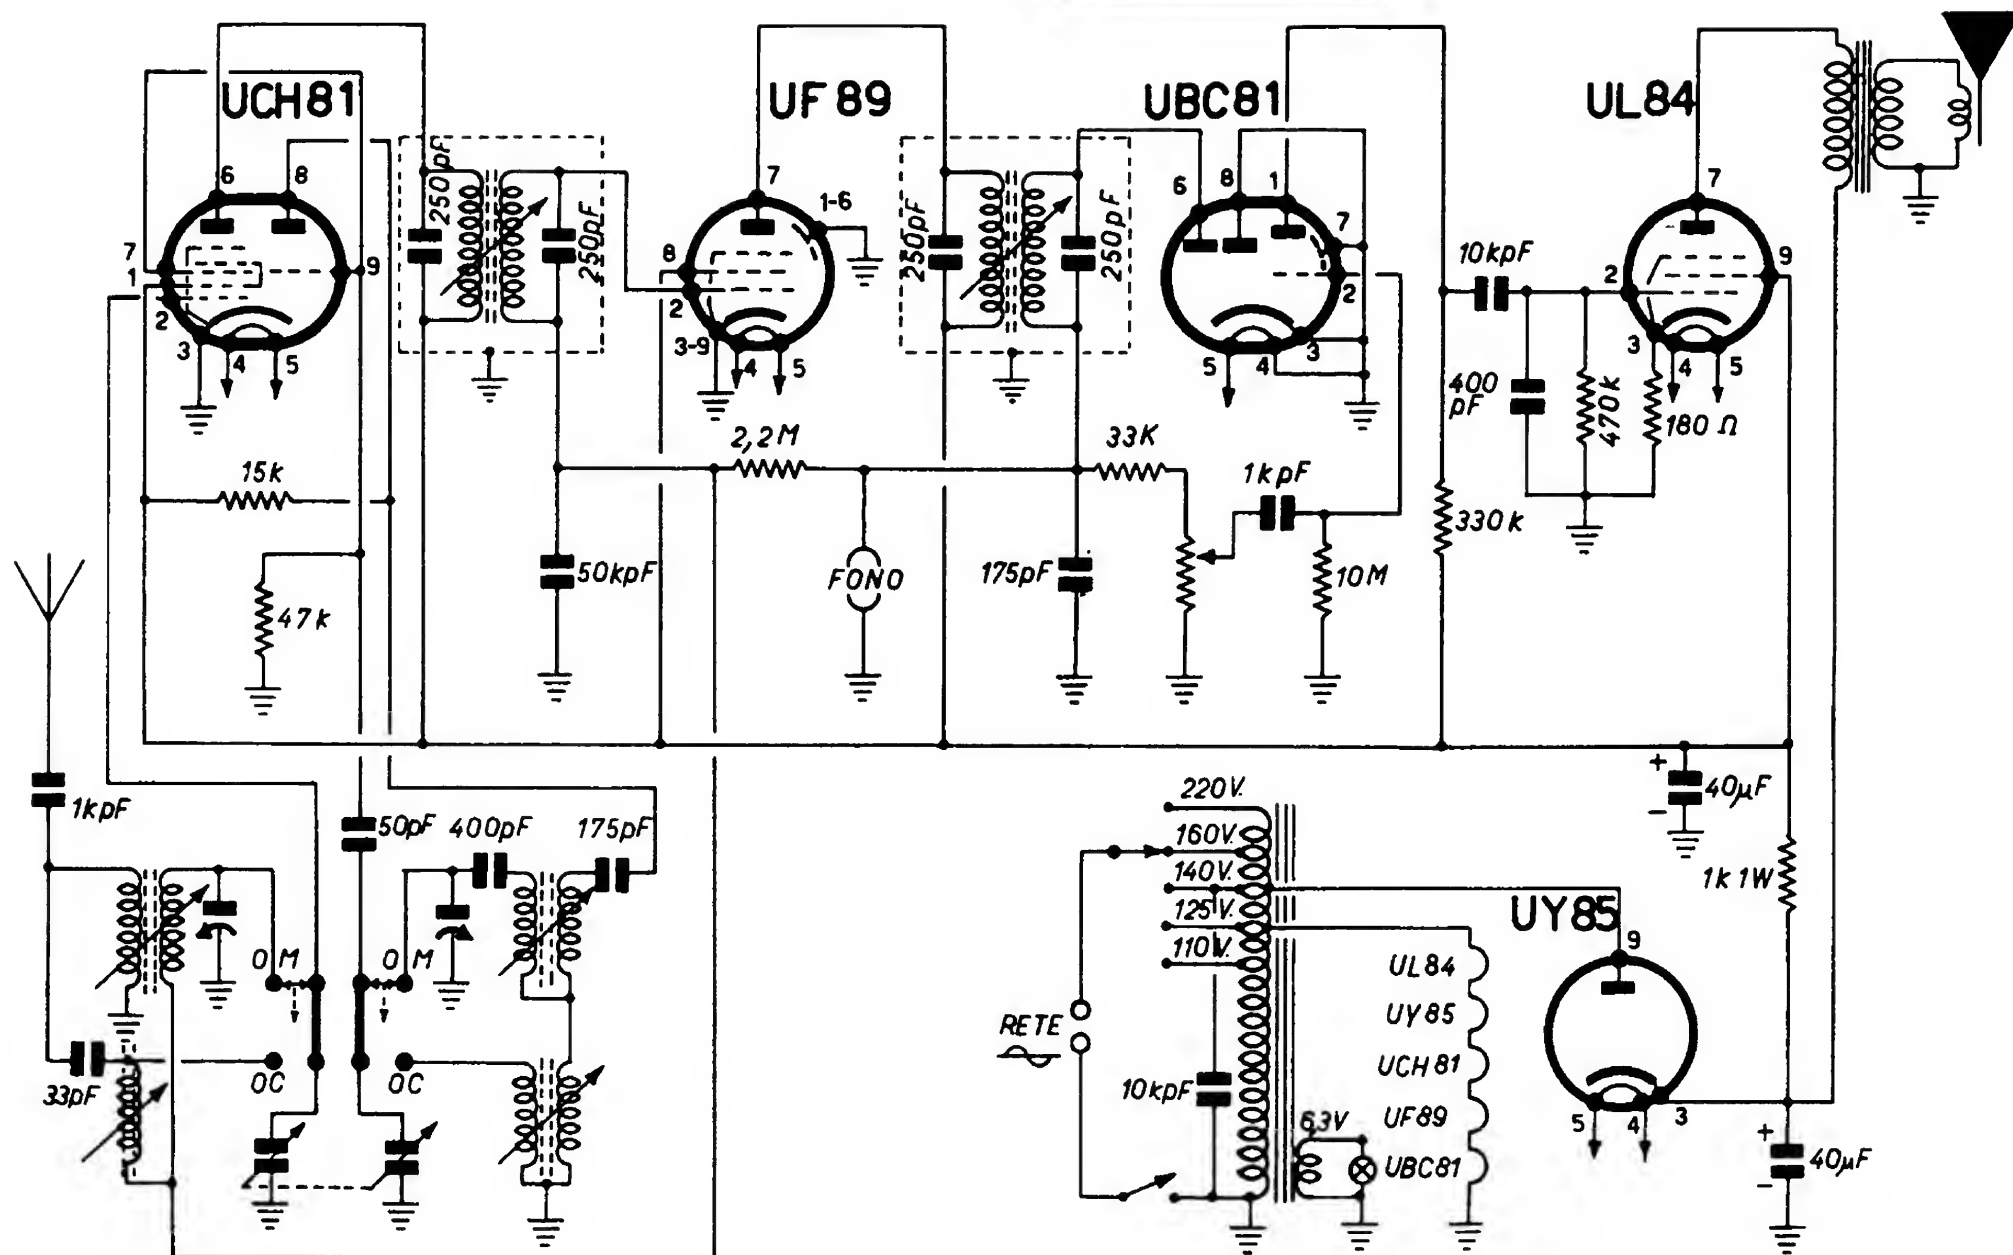 UCH81
UF89
UBC81
UL84
6
8
7
1
2
3
4
5
9
250pF
250pF
7
1-6
8
2
3-9
4
5
250pF
250pF
6
8
1
7
2
3
4
5
10kpF
400
pF
470k
180 Ω
7
9
2
3
4
5
15k
47k
2,2M
50kpF
FONO
33K
175pF
1kpF
10M
330k
1kpF
50pF
400pF
175pF
OM
OM
33pF
OC
OC
220V.
160V.
140V.
125V.
110V.
RETE
10kpF
6,3V
UL84
UY85
UCH81
UF89
UBC81
UY85
9
5
4
3
+
40µF
-
1k 1W
+
40µF
-